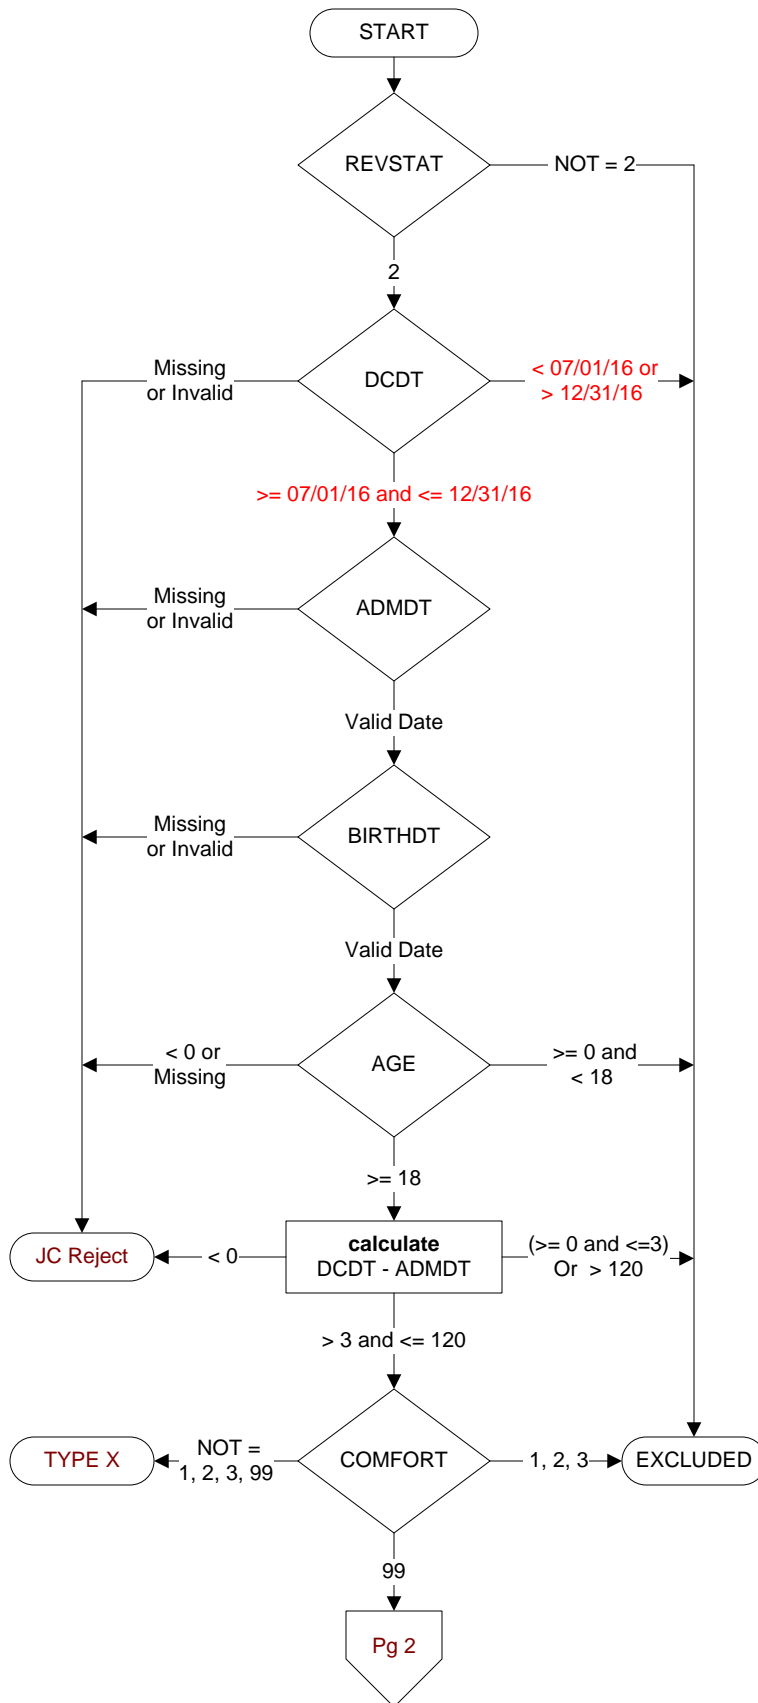 START
REVSTAT
NOT = 2
2
Missing
or Invalid
DCDT
< 07/01/16 or
> 12/31/16
>= 07/01/16 and <= 12/31/16
Missing
or Invalid
ADMDT
Valid Date
Missing
or Invalid
BIRTHDT
Valid Date
< 0 or
Missing
AGE
>= 0 and
< 18
>= 18
JC Reject
< 0
calculate
DCDT - ADMDT
(>= 0 and <=3)
Or > 120
> 3 and <= 120
TYPE X
NOT =
1, 2, 3, 99
COMFORT
1, 2, 3
EXCLUDED
99
Pg 2